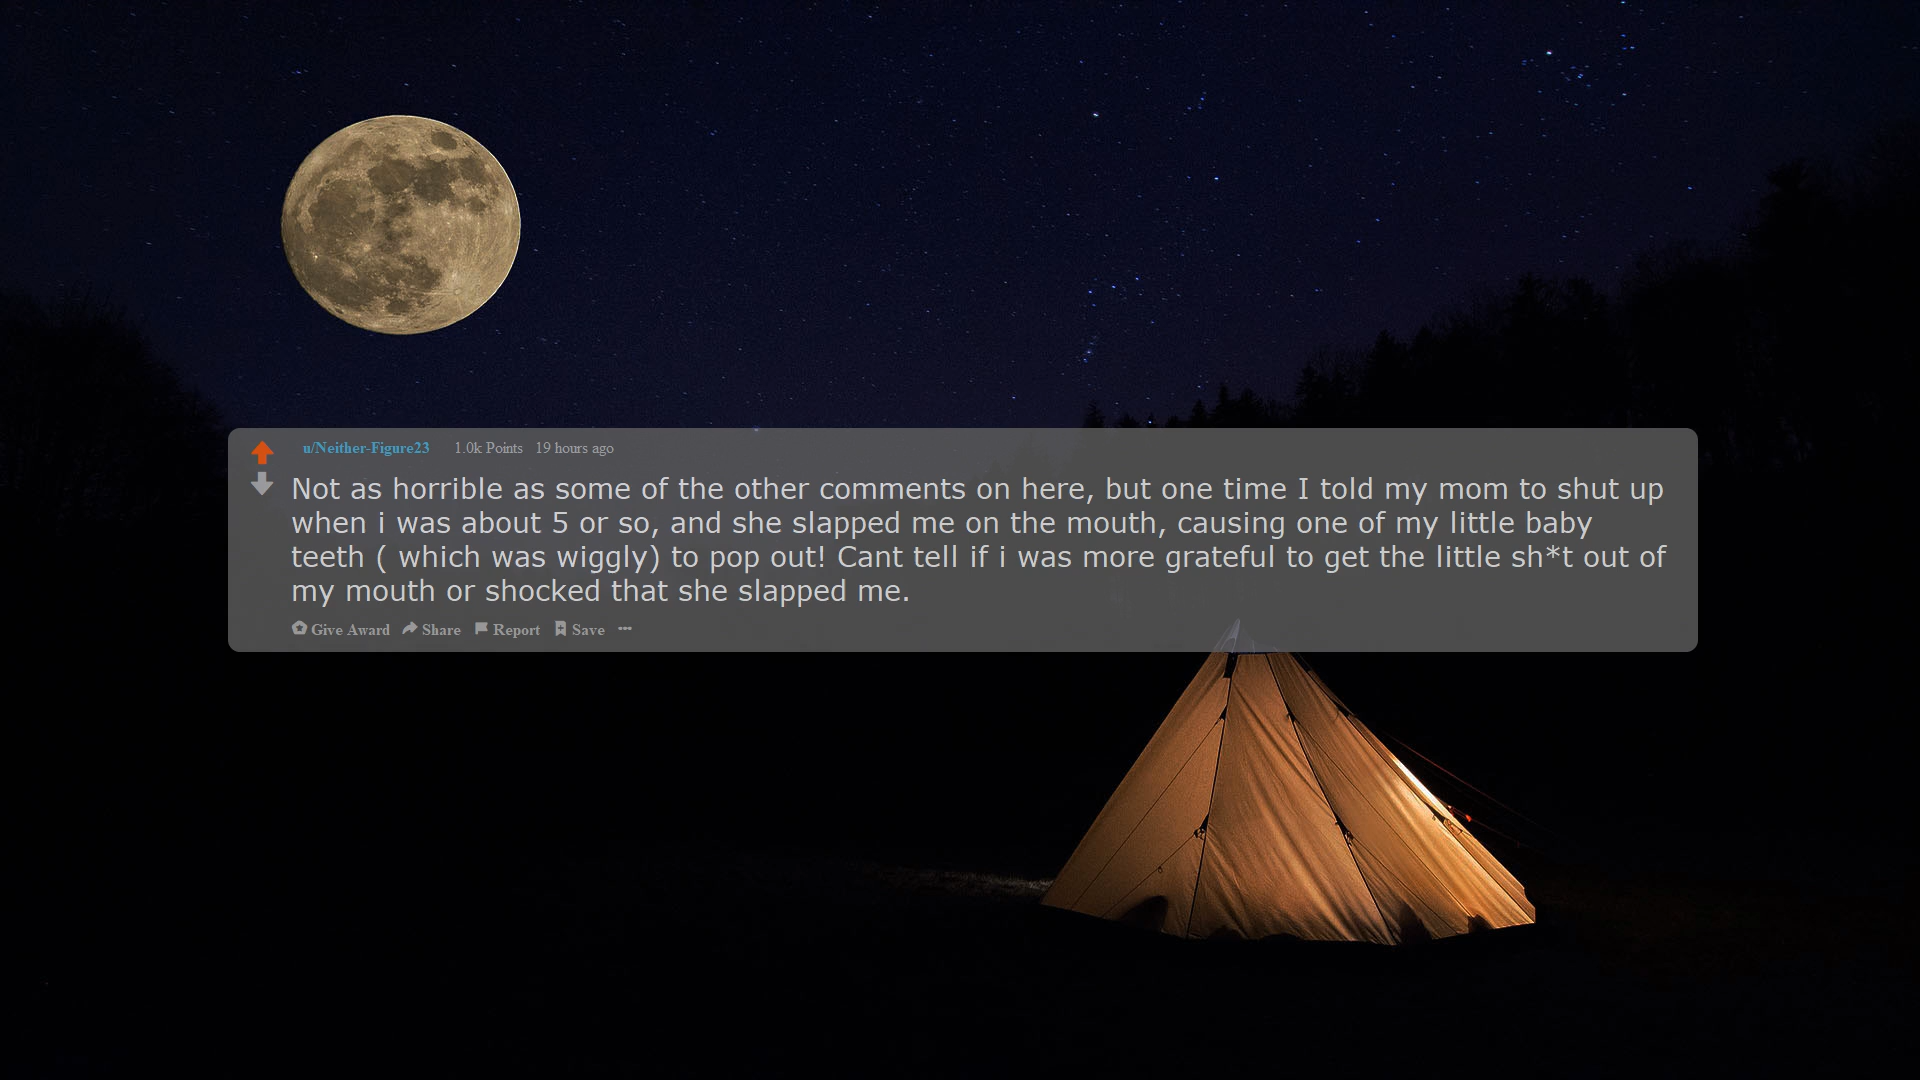 u/Neither-Figure23 1.0k Points 19 hours ago
Not as horrible as some of the other comments on here, but one time I told my mom to shut up
when i was about 5 or so, and she slapped me on the mouth, causing one of my little baby
teeth ( which was wiggly) to pop out! Cant tell if i was more grateful to get the little sh*t out of
my mouth or shocked that she slapped me.
Give Award Share Report Save